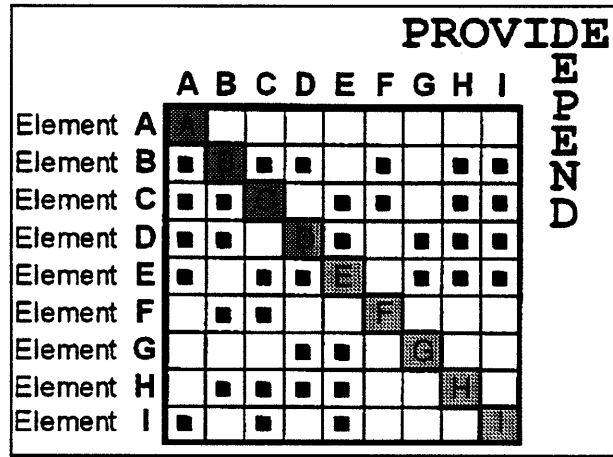 PROVIDE
DEPEND
A B C D E F G H I
Element A A
Element B B
Element C C
Element D D
Element E E
Element F F
Element G G
Element H H
Element I I